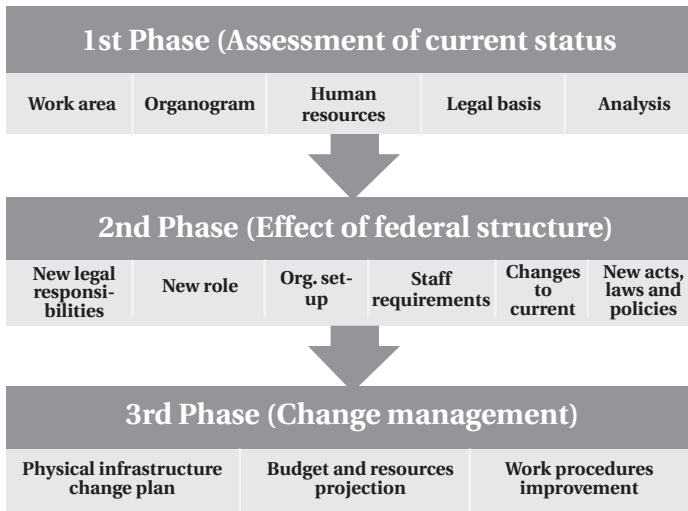 1st Phase (Assessment of current status
Work area
Organogram
Human
resources
Legal basis
Analysis
2nd Phase (Effect of federal structure)
New legal
responsi-
bilities
New role
Org. set-
up
Staff
requirements
Changes
to
current
New acts,
laws and
policies
3rd Phase (Change management)
Physical infrastructure
change plan
Budget and resources
projection
Work procedures
improvement